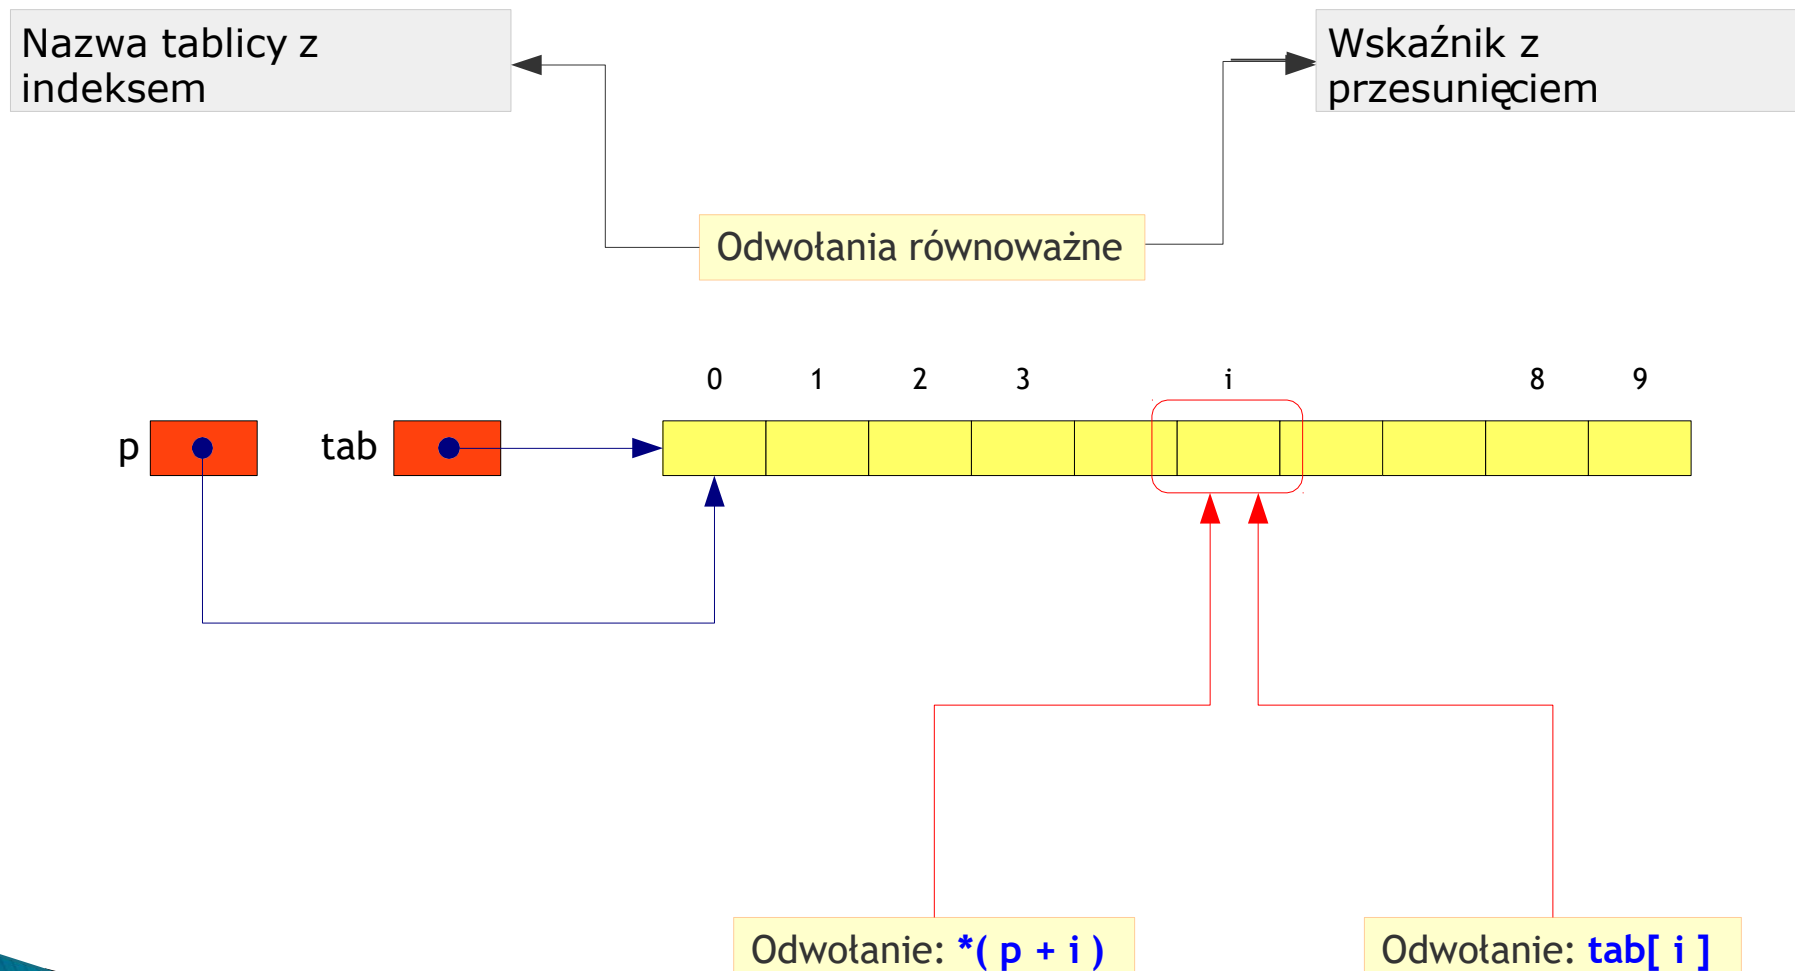 Nazwa tablicy z
indeksem
Wskaźnik z
przesunięciem
Odwołania równoważne
0 1 2 3 i 8 9
p tab
Odwołanie: *( p + i )
Odwołanie: tab[ i ]